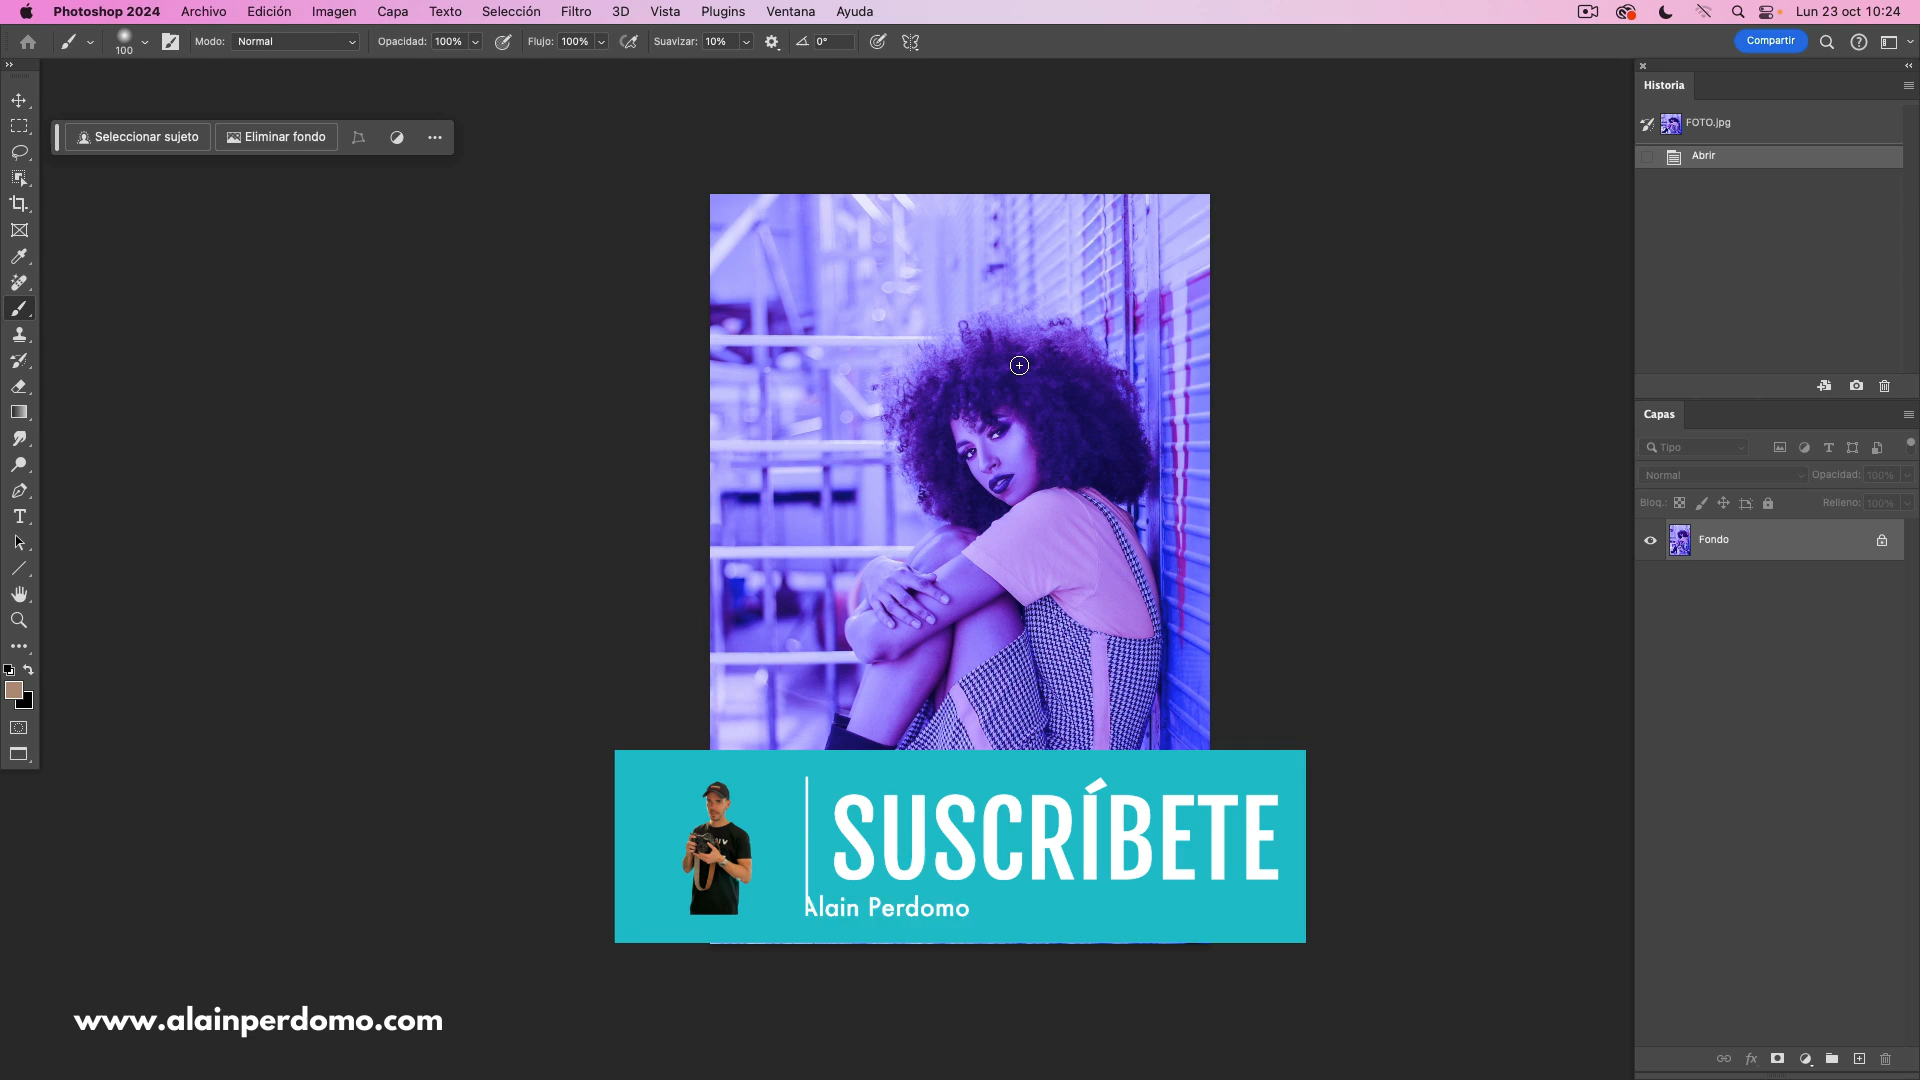 Photoshop 2024 Archivo Edición Imagen Capa Texto Selección Filtro 3D Vista Plugins Ventana Ayuda Lun 23 oct 10:24
100 Modo: Normal Opacidad: 100% Flujo: 100% Suavizar: 10% 0° Compartir
Historia
FOTO.jpg
Abrir
Seleccionar sujeto Eliminar fondo
Capas
Tipo
Normal Opacidad: 100%
Bloq.: Relleno: 100%
Fondo
fx
SUSCRÍBETE
Alain Perdomo
www.alainperdomo.com